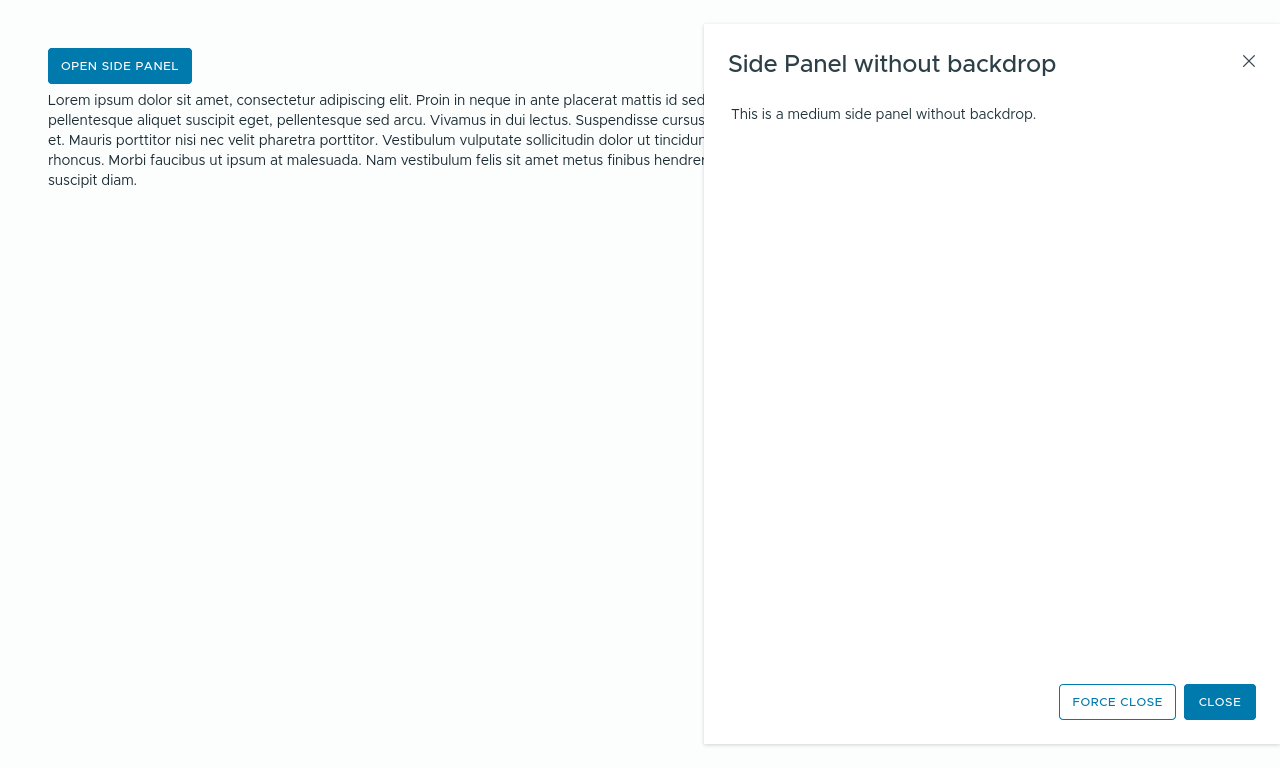 OPEN SIDE PANEL
Lorem ipsum dolor sit amet, consectetur adipiscing elit. Proin in neque in ante placerat mattis id sed
pellentesque aliquet suscipit eget, pellentesque sed arcu. Vivamus in dui lectus. Suspendisse cursus
et. Mauris porttitor nisi nec velit pharetra porttitor. Vestibulum vulputate sollicitudin dolor ut
rhoncus. Morbi faucibus ut ipsum at malesuada. Nam vestibulum felis sit amet metus finibus
suscipit diam.
Side Panel without backdrop
This is a medium side panel without backdrop.
FORCE CLOSE
CLOSE